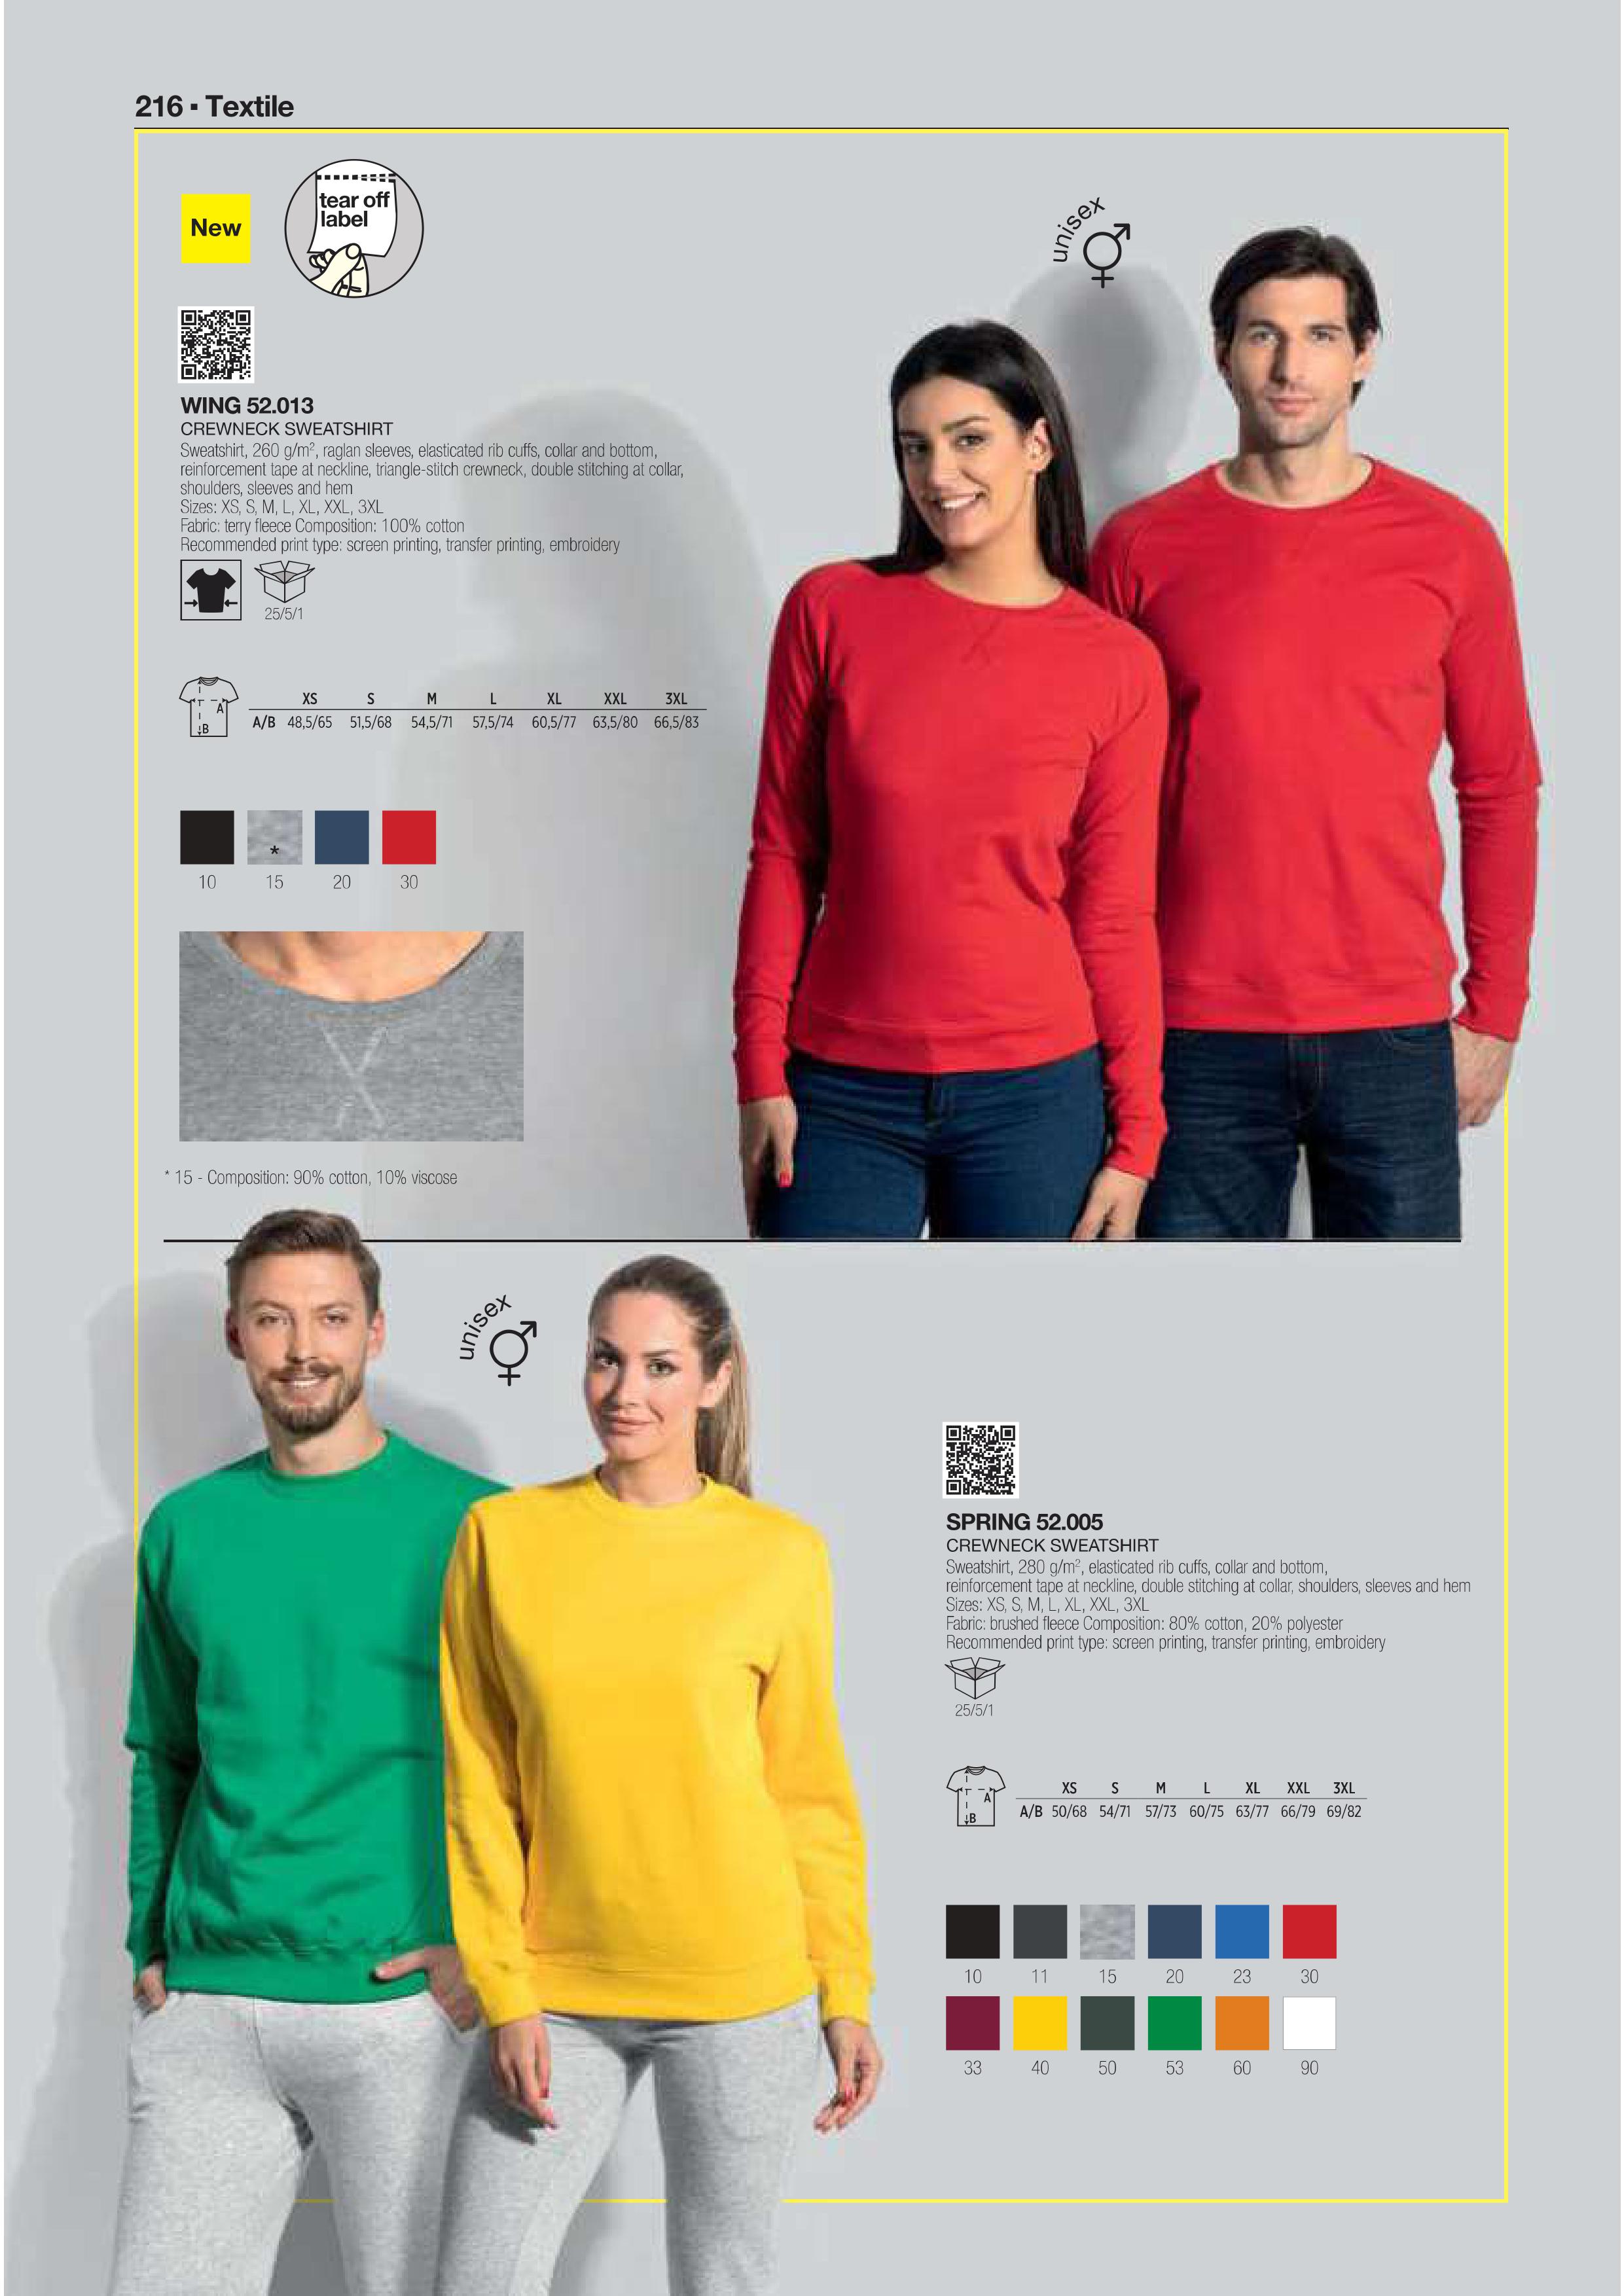 216 ▪ Textile
New
tear off
label
unisex
WING 52.013
CREWNECK SWEATSHIRT
Sweatshirt, 260 g/m², raglan sleeves, elasticated rib cuffs, collar and bottom,
reinforcement tape at neckline, triangle-stitch crewneck, double stitching at collar,
shoulders, sleeves and hem
Sizes: XS, S, M, L, XL, XXL, 3XL
Fabric: terry fleece Composition: 100% cotton
Recommended print type: screen printing, transfer printing, embroidery
25/5/1
A
B
XS S M L XL XXL 3XL
A/B 48,5/65 51,5/68 54,5/71 57,5/74 60,5/77 63,5/80 66,5/83
*
10 15 20 30
* 15 - Composition: 90% cotton, 10% viscose
unisex
SPRING 52.005
CREWNECK SWEATSHIRT
Sweatshirt, 280 g/m², elasticated rib cuffs, collar and bottom,
reinforcement tape at neckline, double stitching at collar, shoulders, sleeves and hem
Sizes: XS, S, M, L, XL, XXL, 3XL
Fabric: brushed fleece Composition: 80% cotton, 20% polyester
Recommended print type: screen printing, transfer printing, embroidery
25/5/1
A
B
XS S M L XL XXL 3XL
A/B 50/68 54/71 57/73 60/75 63/77 66/79 69/82
10 11 15 20 23 30
33 40 50 53 60 90